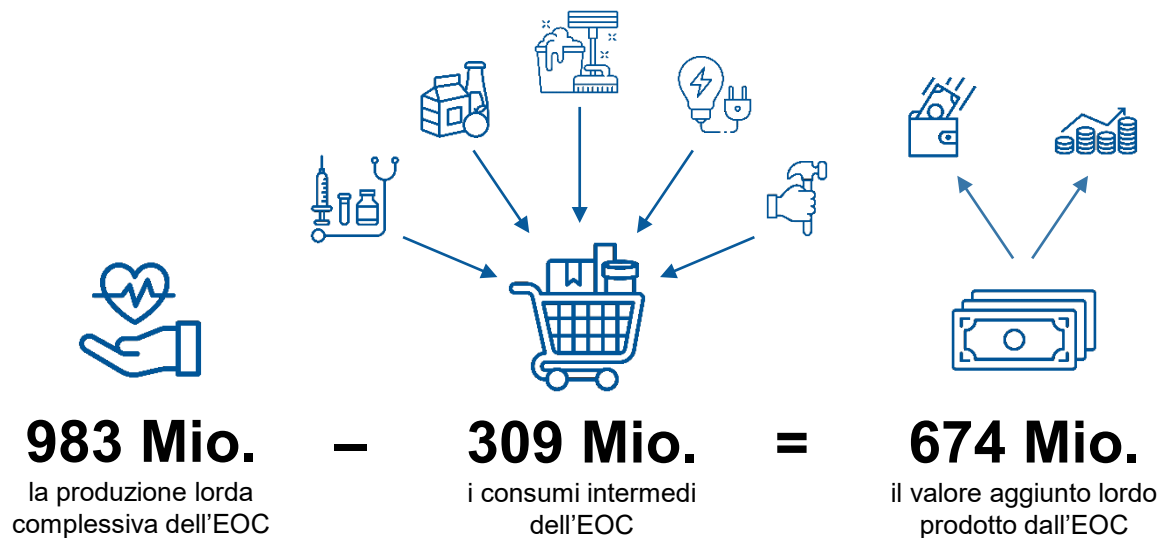 983 Mio.
–
309 Mio.
=
674 Mio.
la produzione lorda
complessiva dell’EOC
i consumi intermedi
dell’EOC
il valore aggiunto lordo
prodotto dall’EOC